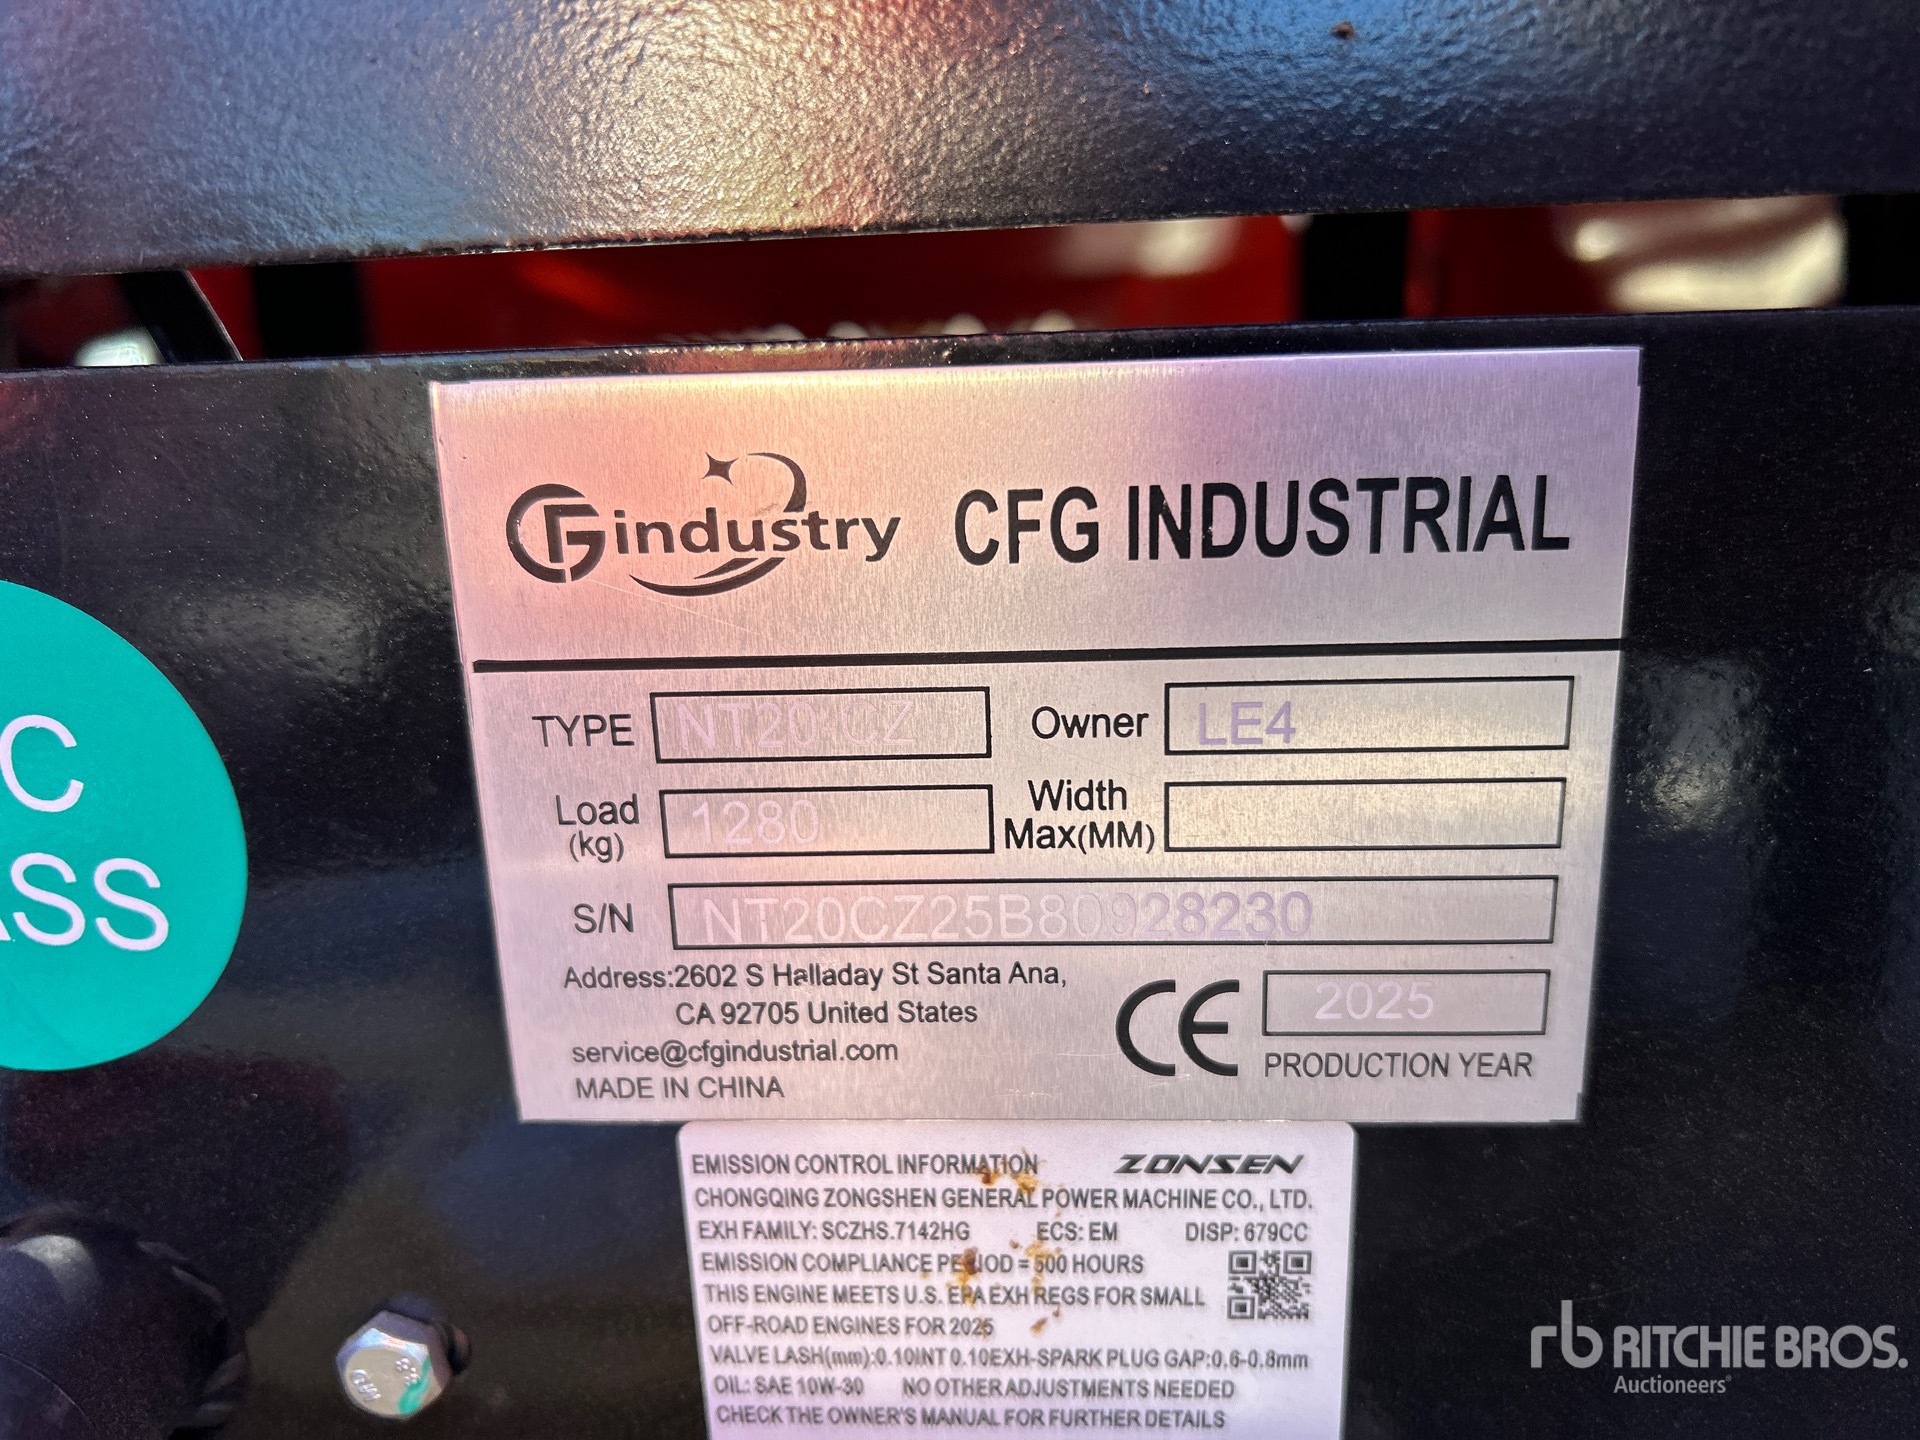 CFGindustry CFG INDUSTRIAL
TYPE NT20-CZ Owner LE4
Load (kg) 1280 Width Max(MM)
S/N NT20CZ25B80928230
Address:2602 S Halladay St Santa Ana,
CA 92705 United States
service@cfgindustrial.com
MADE IN CHINA
CE 2025
PRODUCTION YEAR
C
ASS
EMISSION CONTROL INFORMATION ZONSEN
CHONGQING ZONGSHEN GENERAL POWER MACHINE CO., LTD.
EXH FAMILY: SCZHS.7142HG ECS: EM DISP: 679CC
EMISSION COMPLIANCE PERIOD = 500 HOURS
THIS ENGINE MEETS U.S. EPA EXH REGS FOR SMALL
OFF-ROAD ENGINES FOR 2025
VALVE LASH(mm):0.10INT 0.10EXH-SPARK PLUG GAP:0.6-0.8mm
OIL: SAE 10W-30 NO OTHER ADJUSTMENTS NEEDED
CHECK THE OWNER'S MANUAL FOR FURTHER DETAILS
8.8
rb RITCHIE BROS.
Auctioneers